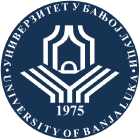 УНИВЕРЗИТЕТ У БАЊОЈ ЛУЦИ
1975
UNIVERSITY OF BANJA LUKA